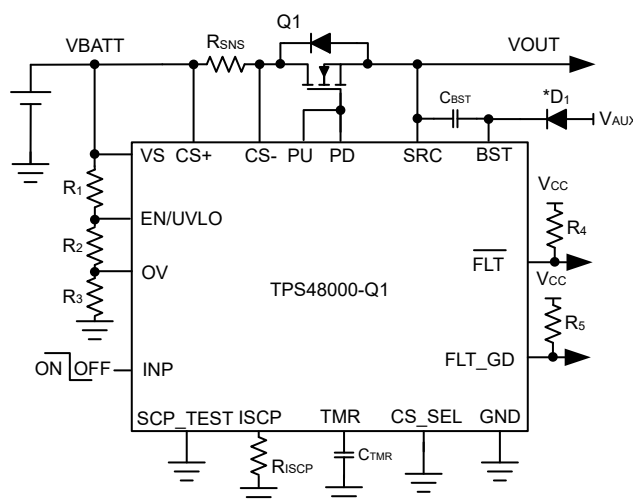 Q1
VBATT
RSNS
VOUT
CBST
*D1
VAUX
VS
CS+
CS-
PU
PD
SRC
BST
R1
EN/UVLO
R2
OV
R3
TPS48000-Q1
VCC
R4
FLT
VCC
R5
FLT_GD
ON OFF
INP
SCP_TEST
ISCP
TMR
CS_SEL
GND
RISCP
CTMR